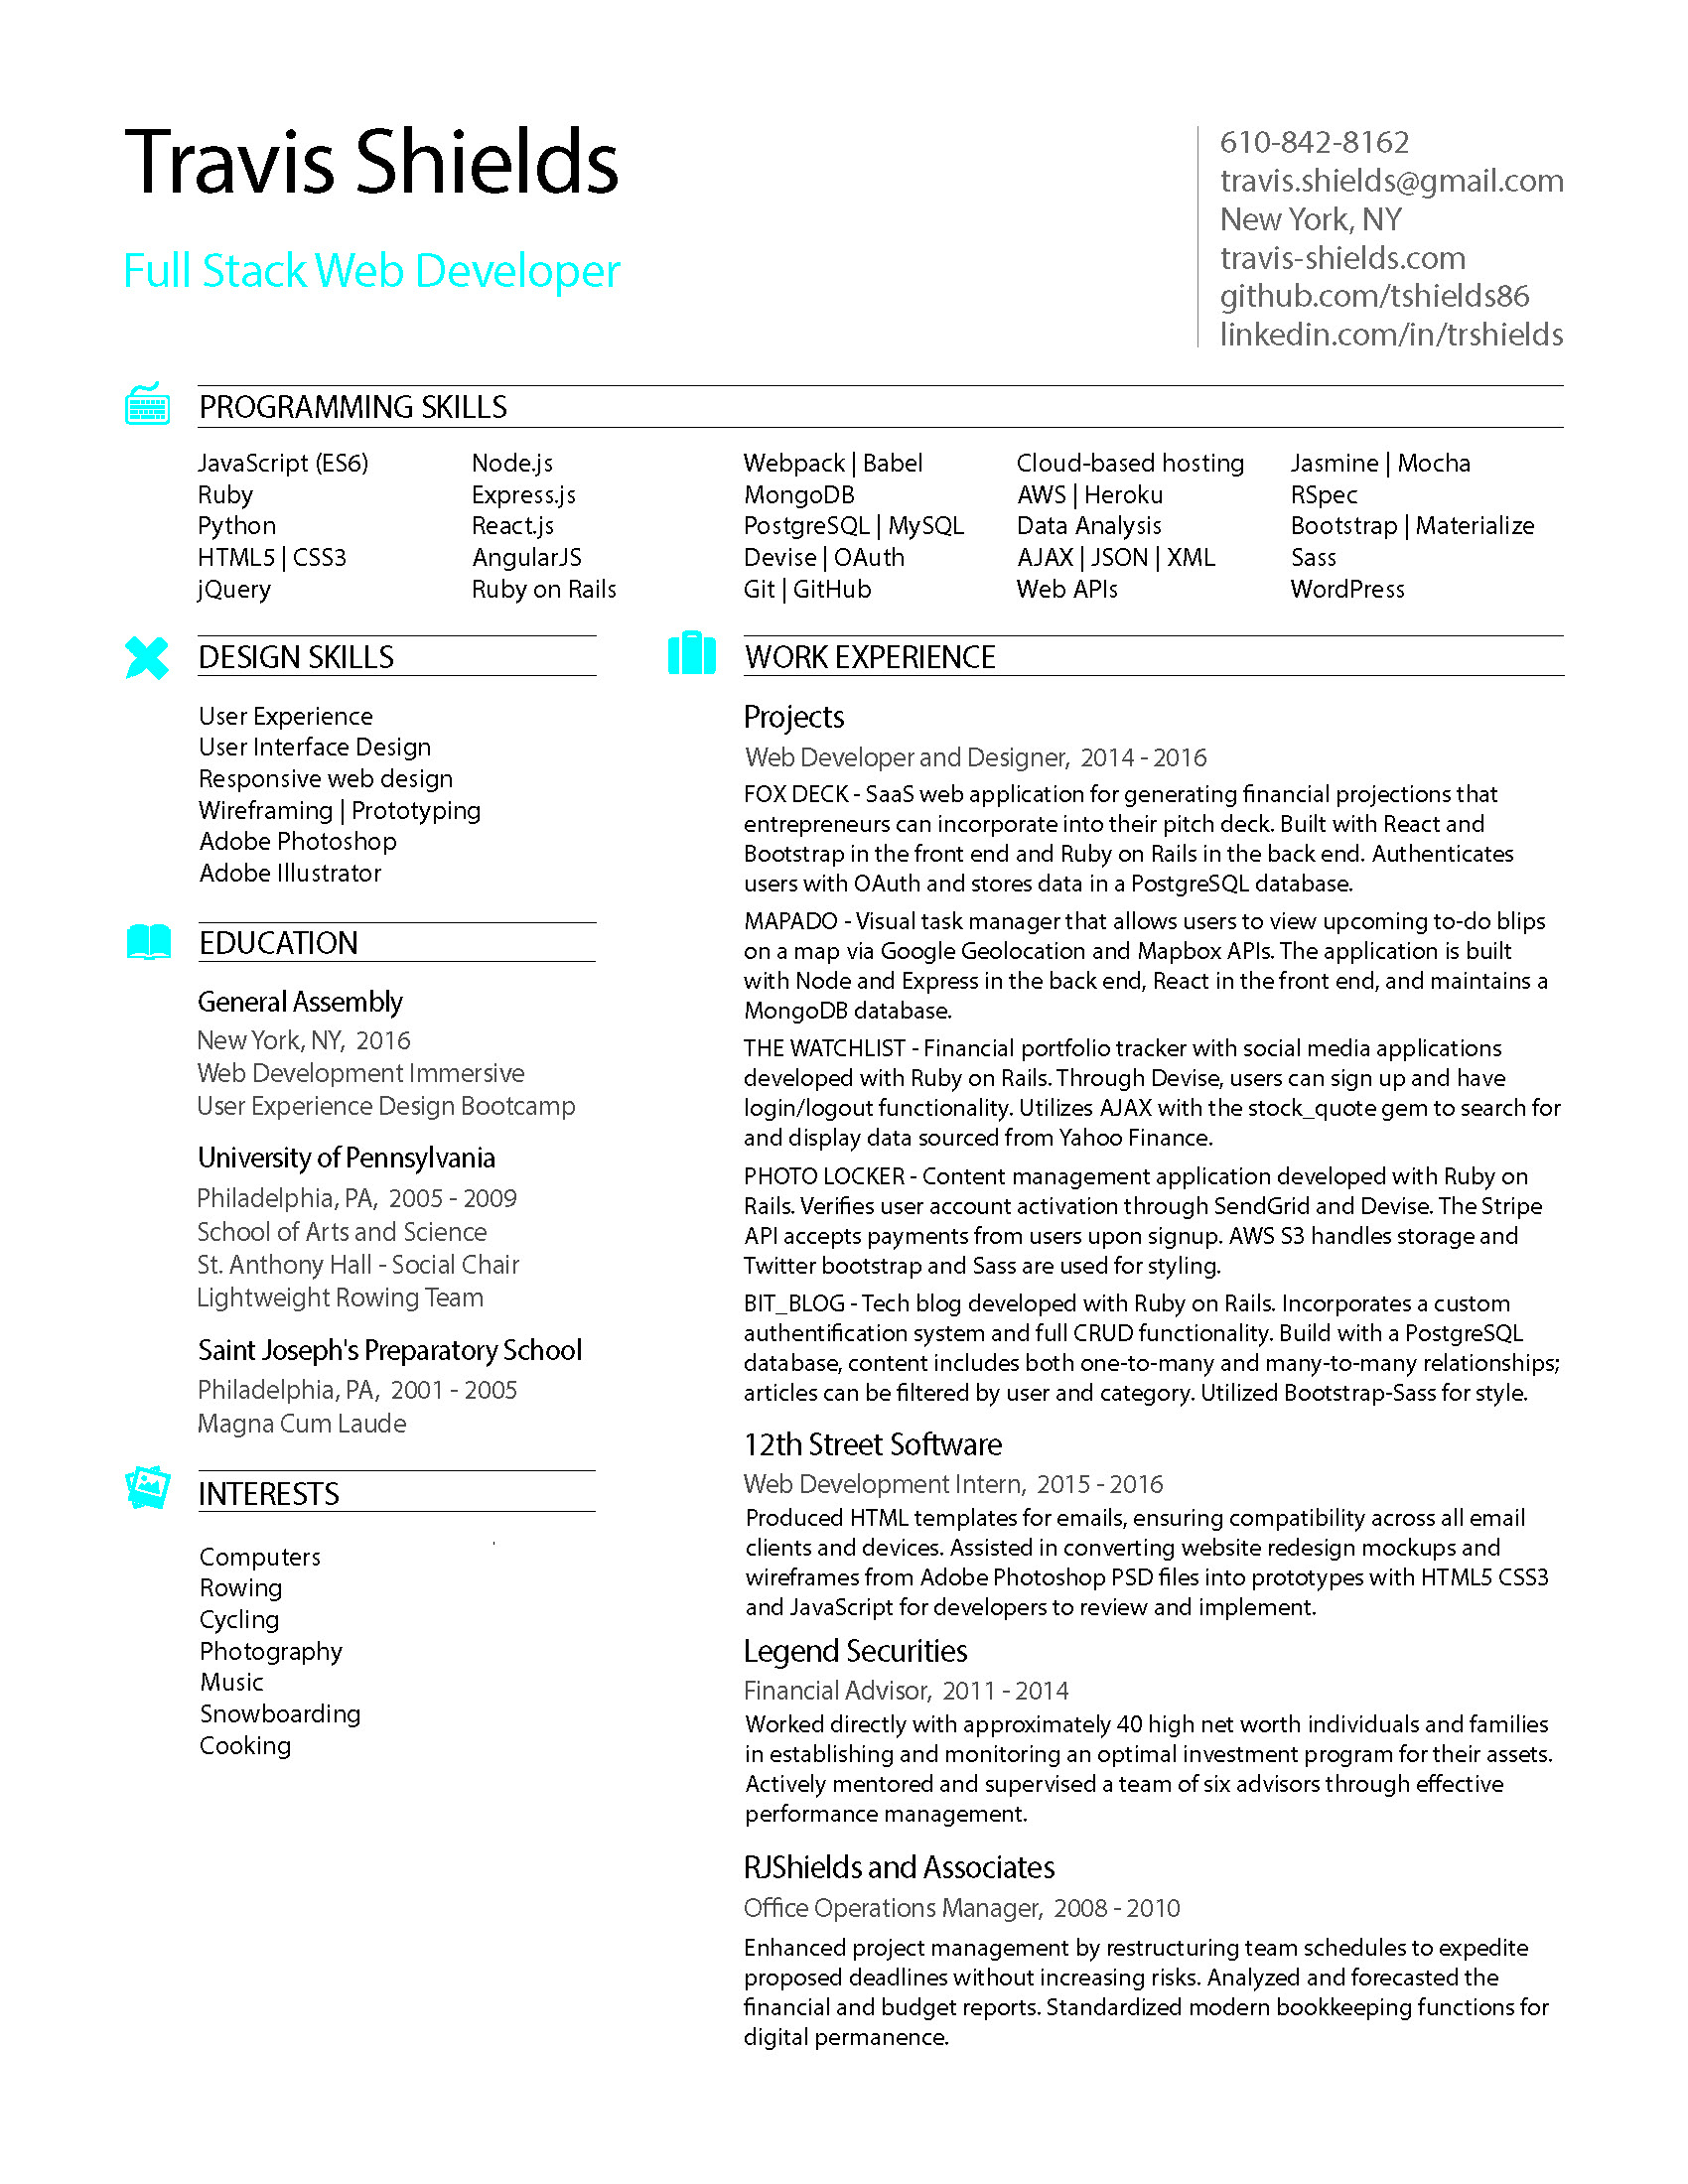 Travis Shields
Full Stack Web Developer
610-842-8162
travis.shields@gmail.com
New York, NY
travis-shields.com
github.com/tshields86
linkedin.com/in/trshields
PROGRAMMING SKILLS
JavaScript (ES6)
Ruby
Python
HTML5 | CSS3
jQuery
Node.js
Express.js
React.js
AngularJS
Ruby on Rails
Webpack | Babel
MongoDB
PostgreSQL | MySQL
Devise | OAuth
Git | GitHub
Cloud-based hosting
AWS | Heroku
Data Analysis
AJAX | JSON | XML
Web APIs
Jasmine | Mocha
RSpec
Bootstrap | Materialize
Sass
WordPress
DESIGN SKILLS
User Experience
User Interface Design
Responsive web design
Wireframing | Prototyping
Adobe Photoshop
Adobe Illustrator
EDUCATION
General Assembly
New York, NY, 2016
Web Development Immersive
User Experience Design Bootcamp
University of Pennsylvania
Philadelphia, PA, 2005 - 2009
School of Arts and Science
St. Anthony Hall - Social Chair
Lightweight Rowing Team
Saint Joseph's Preparatory School
Philadelphia, PA, 2001 - 2005
Magna Cum Laude
INTERESTS
Computers
Rowing
Cycling
Photography
Music
Snowboarding
Cooking
WORK EXPERIENCE
Projects
Web Developer and Designer, 2014 - 2016
FOX DECK - SaaS web application for generating financial projections that
entrepreneurs can incorporate into their pitch deck. Built with React and
Bootstrap in the front end and Ruby on Rails in the back end. Authenticates
users with OAuth and stores data in a PostgreSQL database.
MAPADO - Visual task manager that allows users to view upcoming to-do blips
on a map via Google Geolocation and Mapbox APIs. The application is built
with Node and Express in the back end, React in the front end, and maintains a
MongoDB database.
THE WATCHLIST - Financial portfolio tracker with social media applications
developed with Ruby on Rails. Through Devise, users can sign up and have
login/logout functionality. Utilizes AJAX with the stock_quote gem to search for
and display data sourced from Yahoo Finance.
PHOTO LOCKER - Content management application developed with Ruby on
Rails. Verifies user account activation through SendGrid and Devise. The Stripe
API accepts payments from users upon signup. AWS S3 handles storage and
Twitter bootstrap and Sass are used for styling.
BIT_BLOG - Tech blog developed with Ruby on Rails. Incorporates a custom
authentification system and full CRUD functionality. Build with a PostgreSQL
database, content includes both one-to-many and many-to-many relationships;
articles can be filtered by user and category. Utilized Bootstrap-Sass for style.
12th Street Software
Web Development Intern, 2015 - 2016
Produced HTML templates for emails, ensuring compatibility across all email
clients and devices. Assisted in converting website redesign mockups and
wireframes from Adobe Photoshop PSD files into prototypes with HTML5 CSS3
and JavaScript for developers to review and implement.
Legend Securities
Financial Advisor, 2011 - 2014
Worked directly with approximately 40 high net worth individuals and families
in establishing and monitoring an optimal investment program for their assets.
Actively mentored and supervised a team of six advisors through effective
performance management.
RJShields and Associates
Office Operations Manager, 2008 - 2010
Enhanced project management by restructuring team schedules to expedite
proposed deadlines without increasing risks. Analyzed and forecasted the
financial and budget reports. Standardized modern bookkeeping functions for
digital permanence.